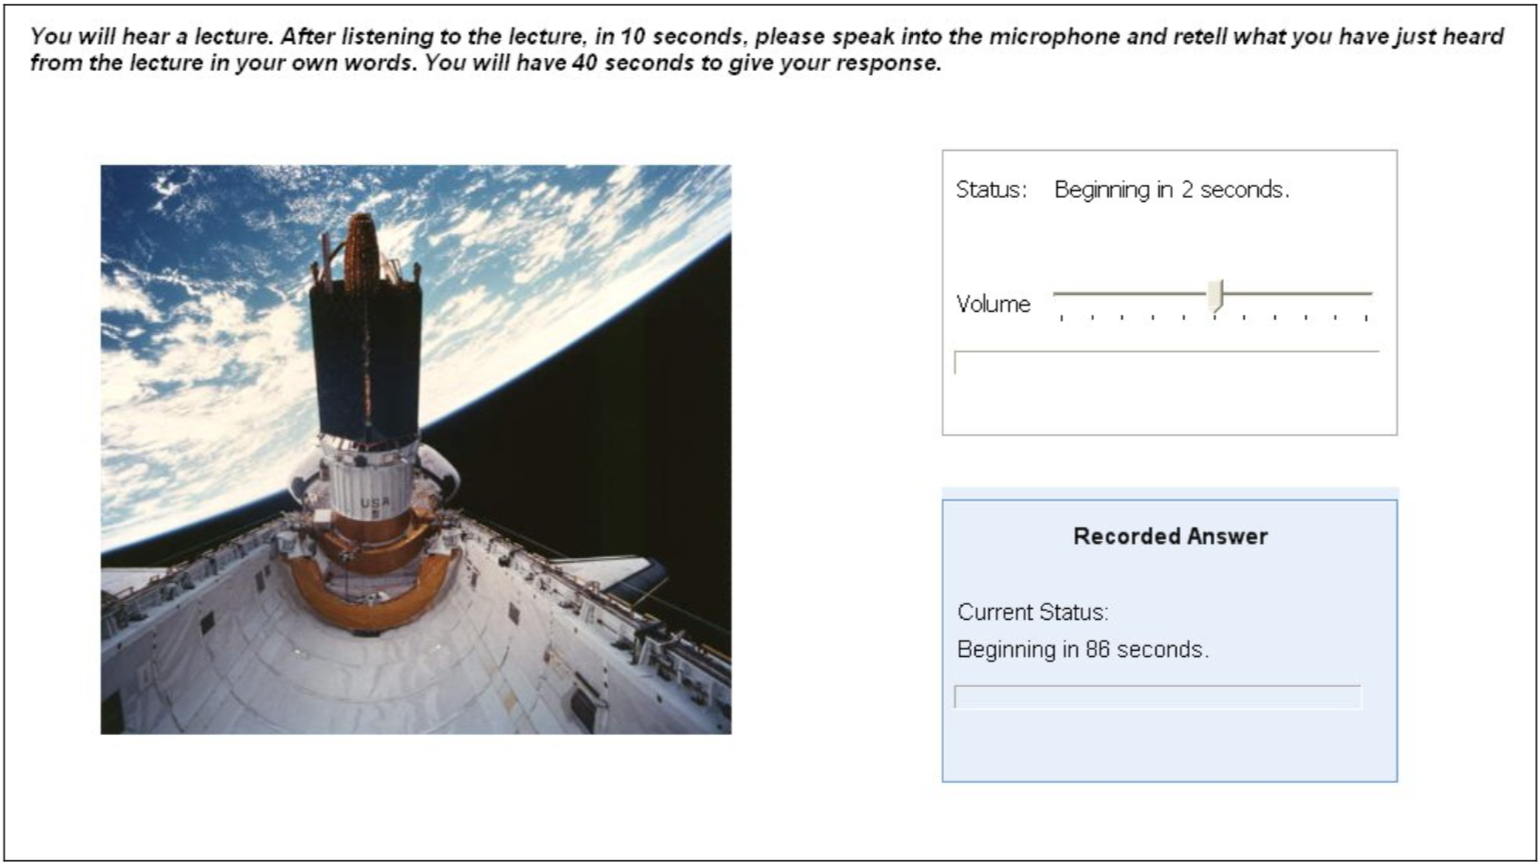 You will hear a lecture. After listening to the lecture, in 10 seconds, please speak into the microphone and retell what you have just heard
from the lecture in your own words. You will have 40 seconds to give your response.
Status: Beginning in 2 seconds.
Volume
USA
Recorded Answer
Current Status:
Beginning in 86 seconds.